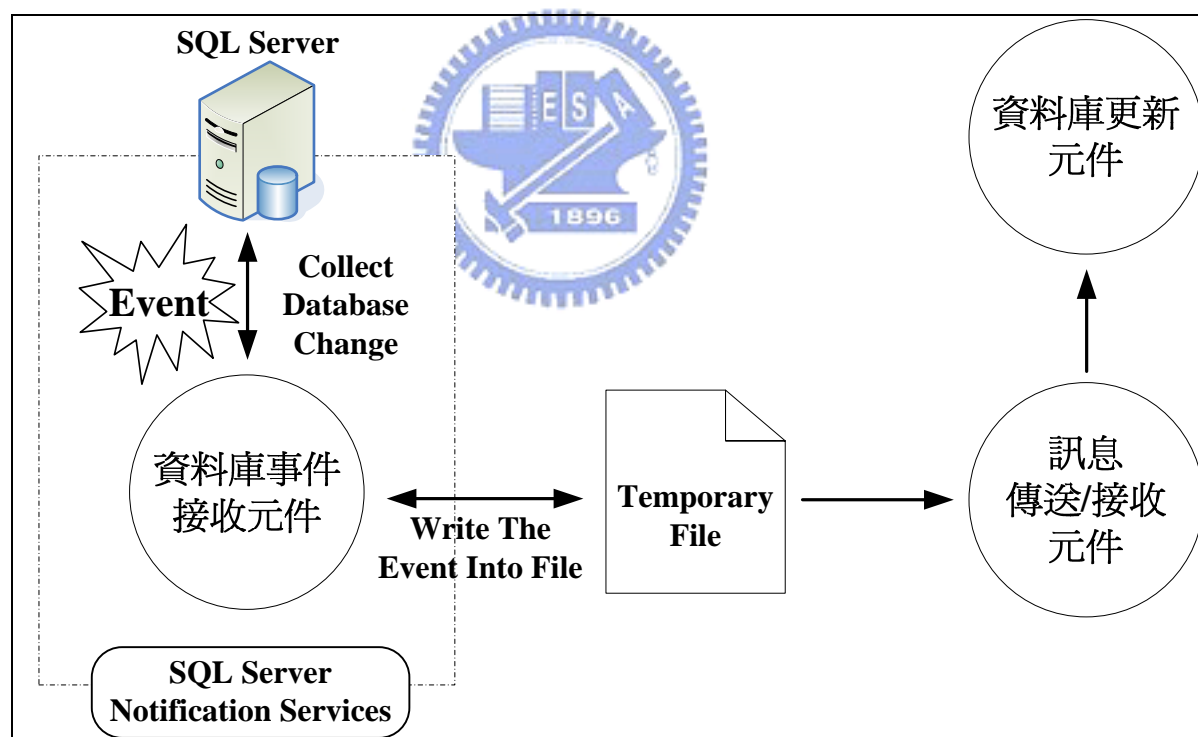 SQL Server
E S A
1896
資料庫更新
元件
Event
Collect
Database
Change
資料庫事件
接收元件
Write The
Event Into File
Temporary
File
訊息
傳送/接收
元件
SQL Server
Notification Services